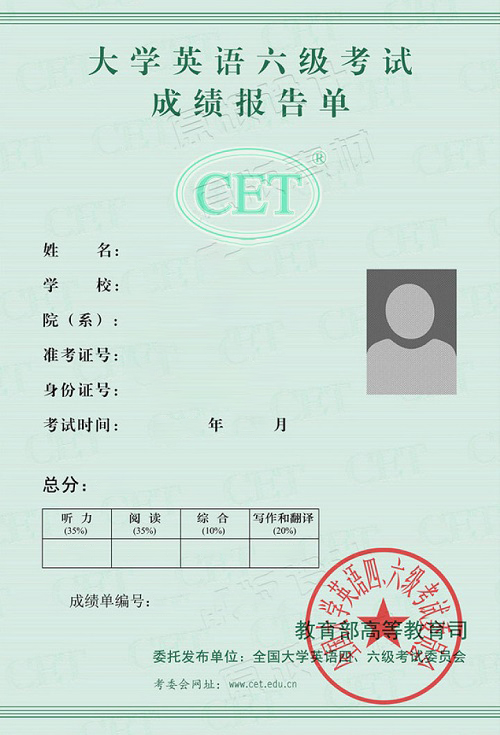 大学英语六级考试
成绩报告单
CET®
姓 名：
学 校：
院（系）：
准考证号：
身份证号：
考试时间： 年 月
总分：
听 力 阅 读 综 合 写作和翻译
(35%) (35%) (10%) (20%)
成绩单编号：
全国大学英语四、六级考试委员会
教育部高等教育司
委托发布单位：全国大学英语四、六级考试委员会
考委会网址：www.cet.edu.cn